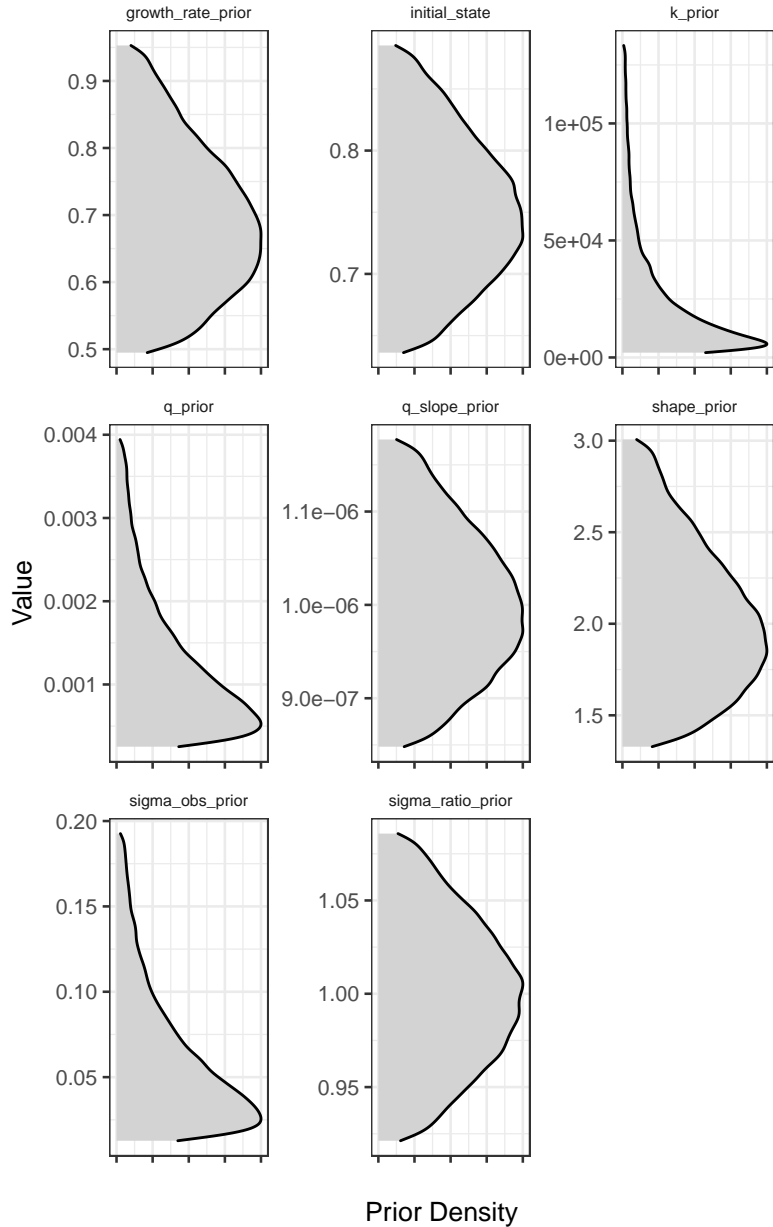 growth_rate_prior
initial_state
k_prior
0.9
0.8
0.7
0.6
0.5
0.8
0.7
1e+05
5e+04
0e+00
q_prior
q_slope_prior
shape_prior
0.004
0.003
0.002
0.001
1.1e−06
1.0e−06
9.0e−07
3.0
2.5
2.0
1.5
sigma_obs_prior
sigma_ratio_prior
0.20
0.15
0.10
0.05
1.05
1.00
0.95
Value
Prior Density